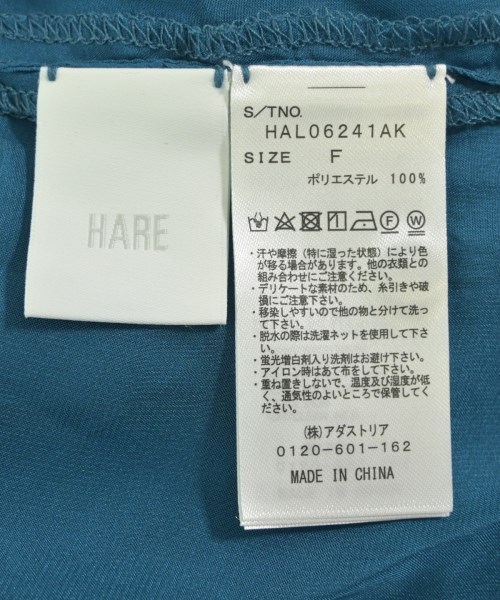 HARE
S/TNO.
HAL06241AK
SIZE F
ポリエステル 100%
・汗や摩擦（特に湿った状態）により色
が移る場合があります。他の衣類との
組み合わせにご注意ください。
・デリケートな素材のため、糸引きや破
損にご注意下さい。
・移染しやすいので他の物と分けて洗っ
て下さい。
・脱水の際は洗濯ネットを使用して下さ
い。
・蛍光増白剤入り洗剤はお避け下さい。
・アイロン時はあて布をして下さい。
・重ね置きしないで、温度及び湿度が低
く、通気性のよいところで保管してく
ださい。
(株)アダストリア
0120-601-162
MADE IN CHINA